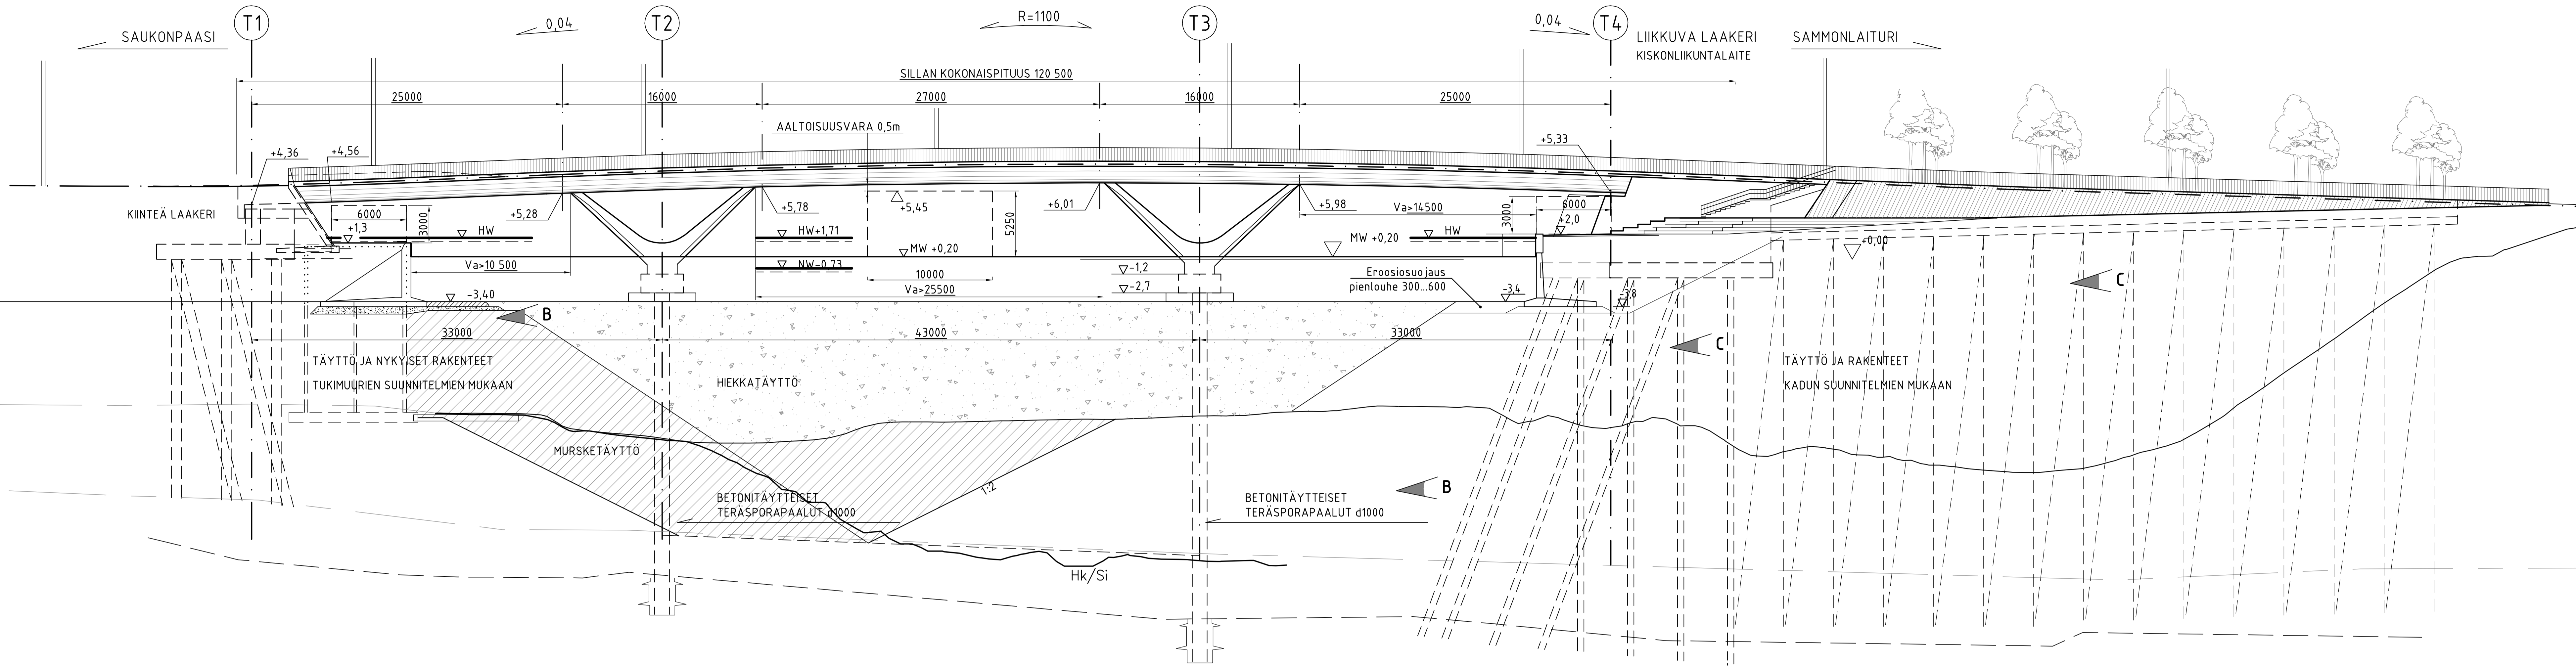 T1
T2
T3
T4
SAUKONPAASI
0,04
R=1100
0,04
LIIKKUVA LAAKERI
KISKONLIIKUNTALAITE
SAMMONLAITURI
SILLAN KOKONAISPITUUS 120 500
25000
16000
27000
16000
25000
AALTOISUUSVARA 0,5m
+4,36
+4,56
+5,33
KIINTEÄ LAAKERI
6000
3000
+1,3
HW
+5,28
+5,78
+5,45
5250
+6,01
+5,98
Va>14500
3000
6000
+2,0
HW+1,71
MW +0,20
MW +0,20
HW
+0,00
Va>10 500
NW-0,73
10000
Va>25500
-1,2
-2,7
Eroosiosuojaus
pienlouhe 300...600
-3,40
-3,4
-3,8
B
C
C
33000
43000
33000
TÄYTTÖ JA NYKYISET RAKENTEET
TUKIMUURIEN SUUNNITELMIEN MUKAAN
HIEKKATÄYTTÖ
TÄYTTÖ JA RAKENTEET
KADUN SUUNNITELMIEN MUKAAN
MURSKETÄYTTÖ
1:2
B
BETONITÄYTTEISET
TERÄSPORAPAALUT d1000
BETONITÄYTTEISET
TERÄSPORAPAALUT d1000
Hk/Si